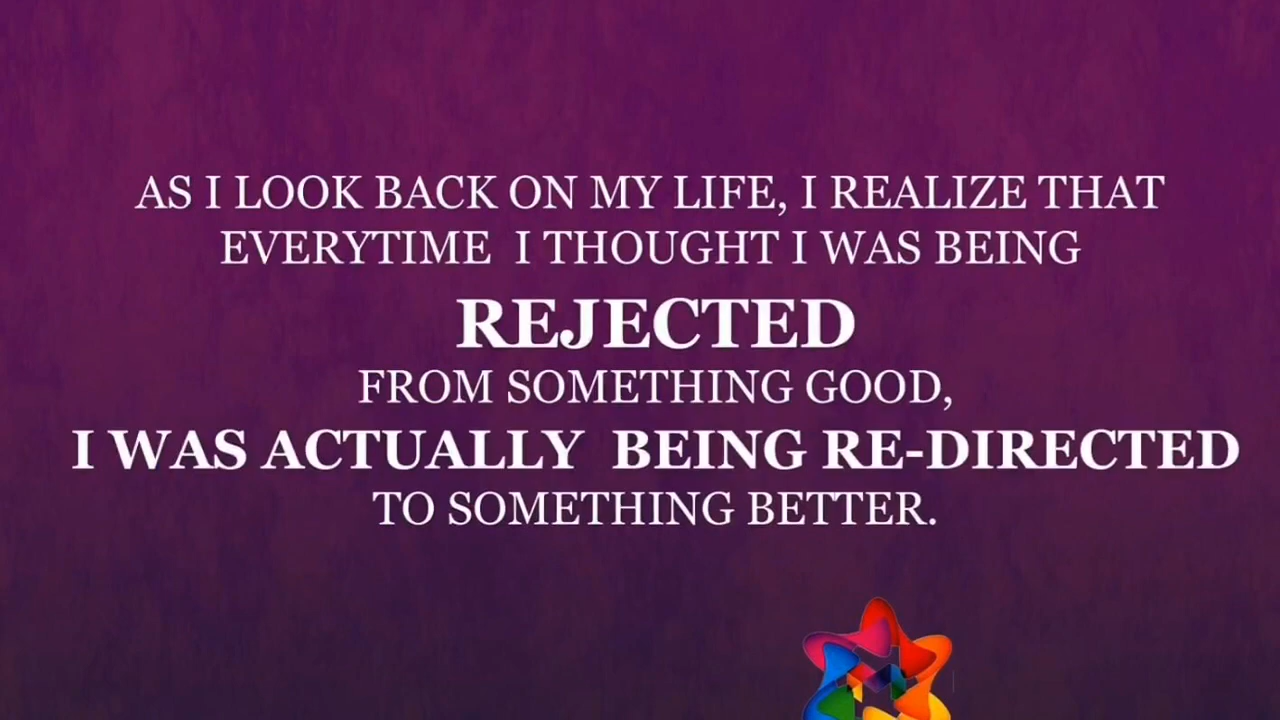 AS I LOOK BACK ON MY LIFE, I REALIZE THAT
EVERYTIME I THOUGHT I WAS BEING
REJECTED
FROM SOMETHING GOOD,
I WAS ACTUALLY BEING RE-DIRECTED
TO SOMETHING BETTER.